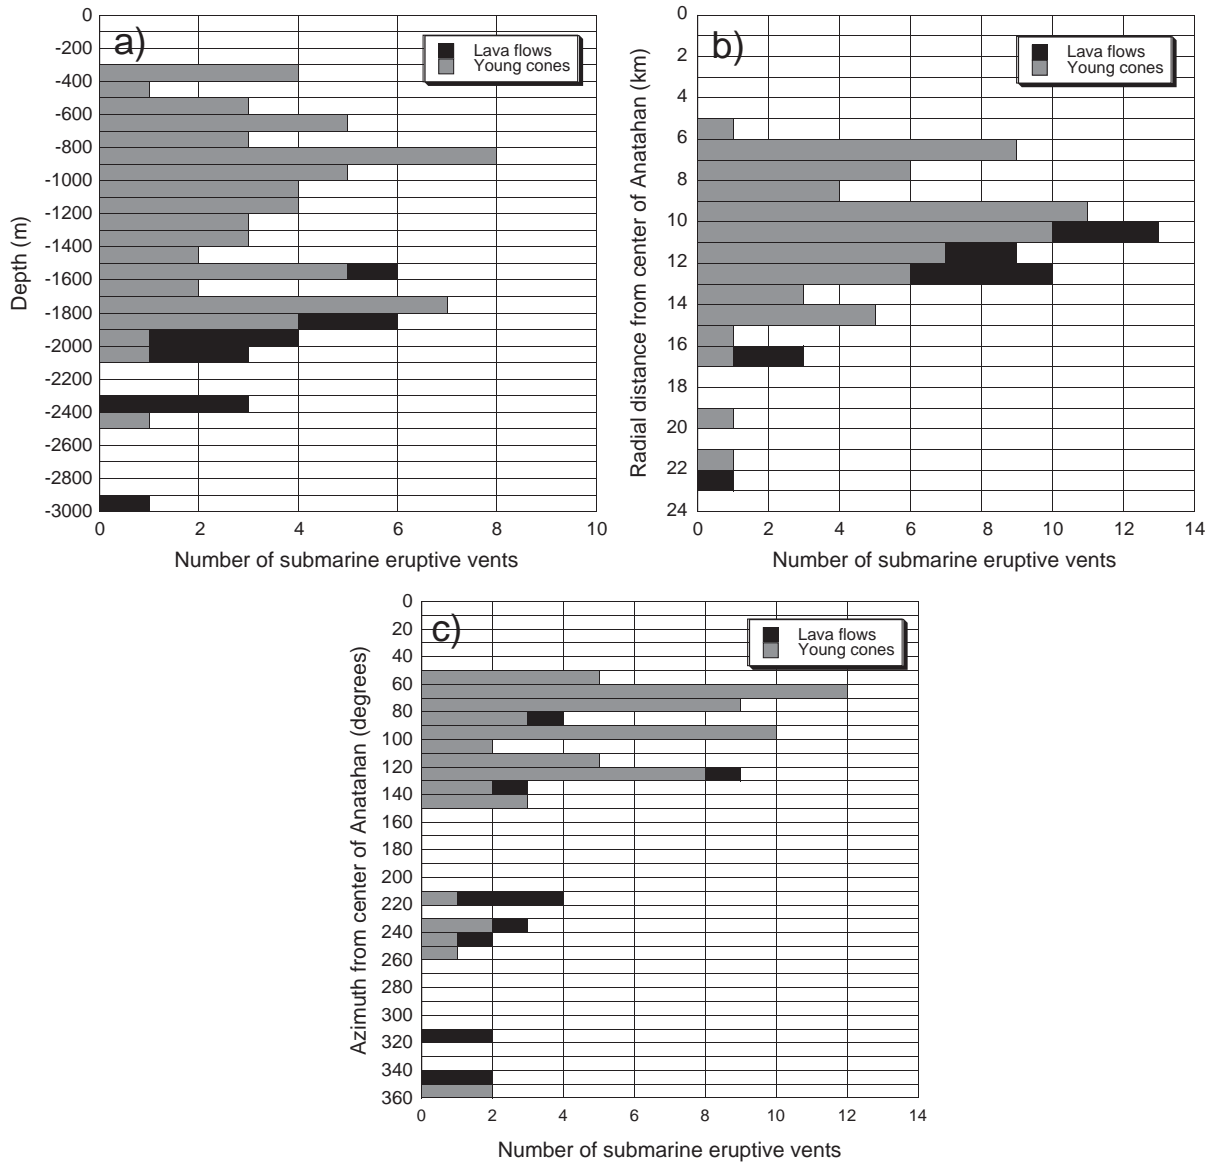 a)
Lava flows
Young cones
0
-200
-400
-600
-800
-1000
-1200
-1400
-1600
-1800
-2000
-2200
-2400
-2600
-2800
-3000
Depth (m)
0 2 4 6 8 10
Number of submarine eruptive vents
b)
Lava flows
Young cones
0
2
4
6
8
10
12
14
16
18
20
22
24
Radial distance from center of Anatahan (km)
0 2 4 6 8 10 12 14
Number of submarine eruptive vents
c)
Lava flows
Young cones
0
20
40
60
80
100
120
140
160
180
200
220
240
260
280
300
320
340
360
Azimuth from center of Anatahan (degrees)
0 2 4 6 8 10 12 14
Number of submarine eruptive vents